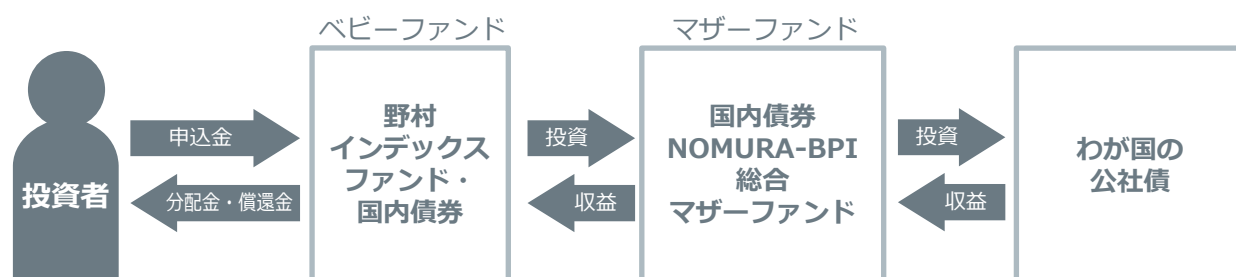 ベビーファンド
マザーファンド
投資者
申込金
分配金・償還金
野村
インデックス
ファンド・
国内債券
投資
収益
国内債券
NOMURA-BPI
総合
マザーファンド
投資
収益
わが国の
公社債